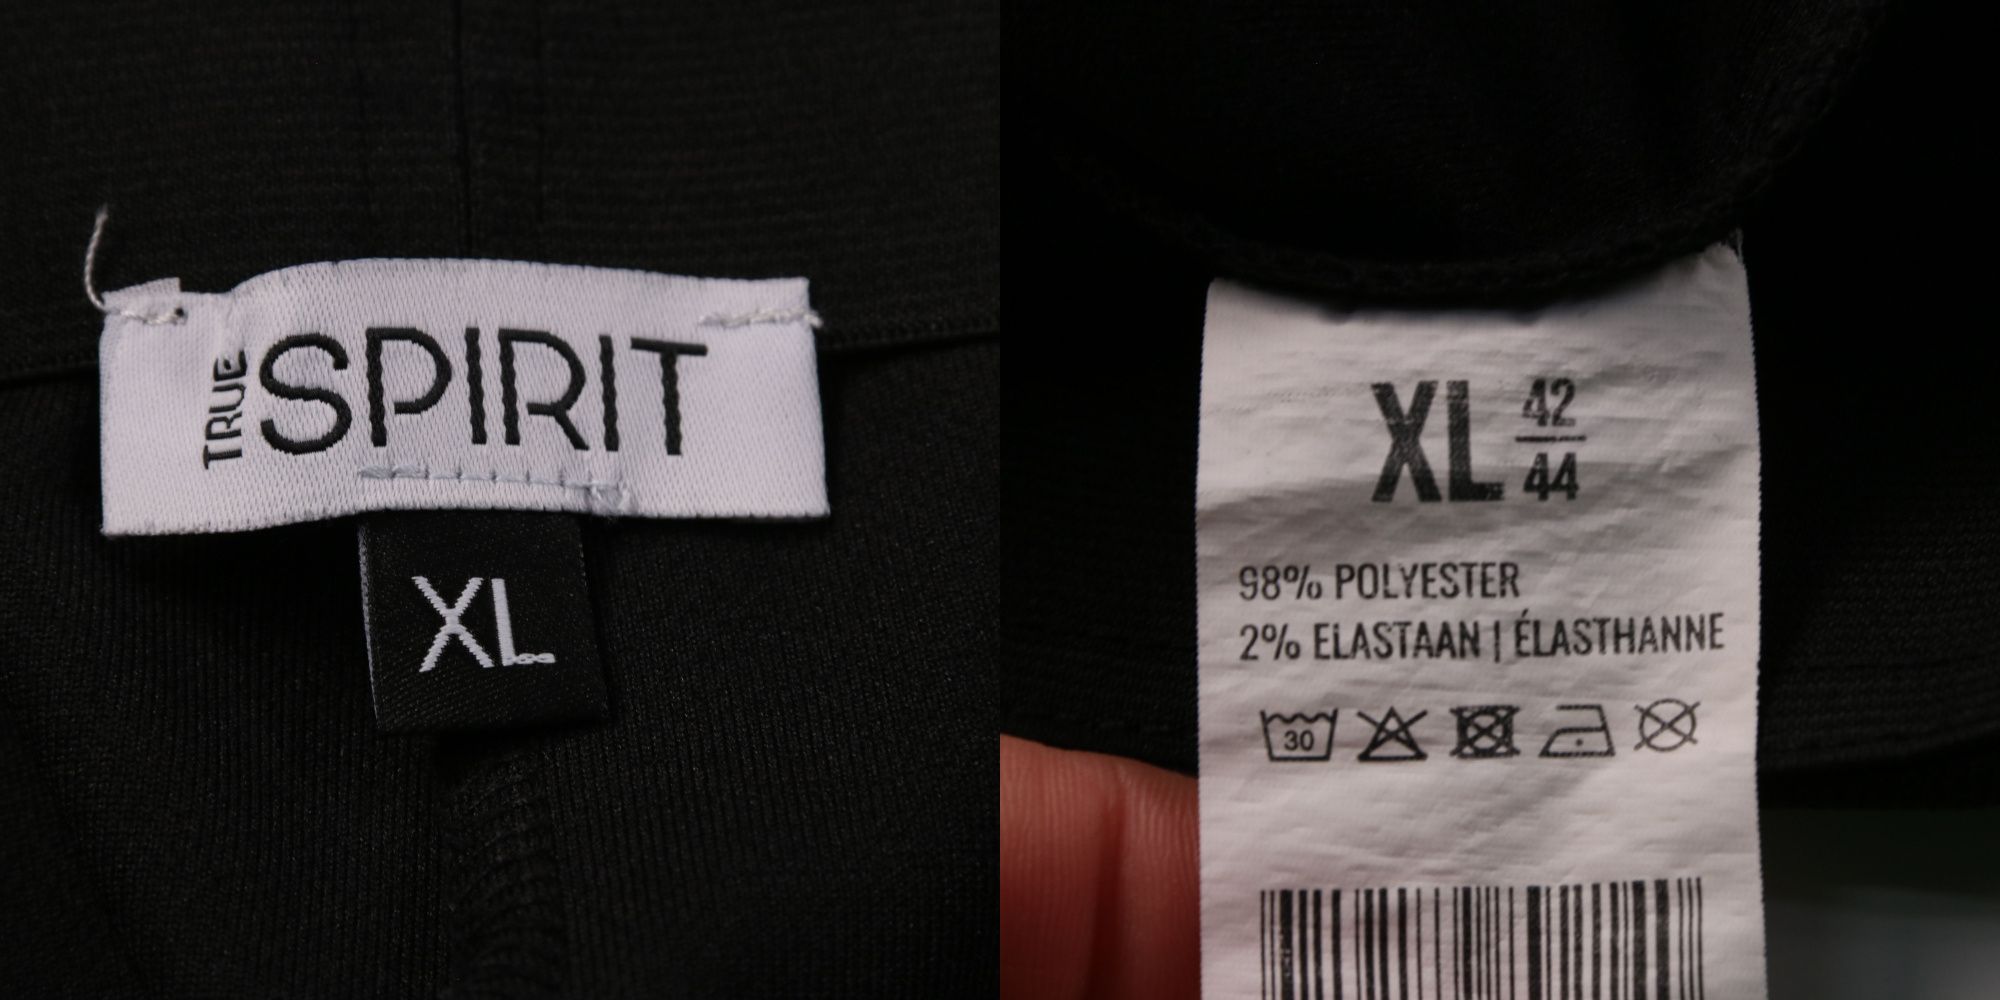 TRUE SPIRIT
XL
XL 42/44
98% POLYESTER
2% ELASTAAN | ÉLASTHANNE
30